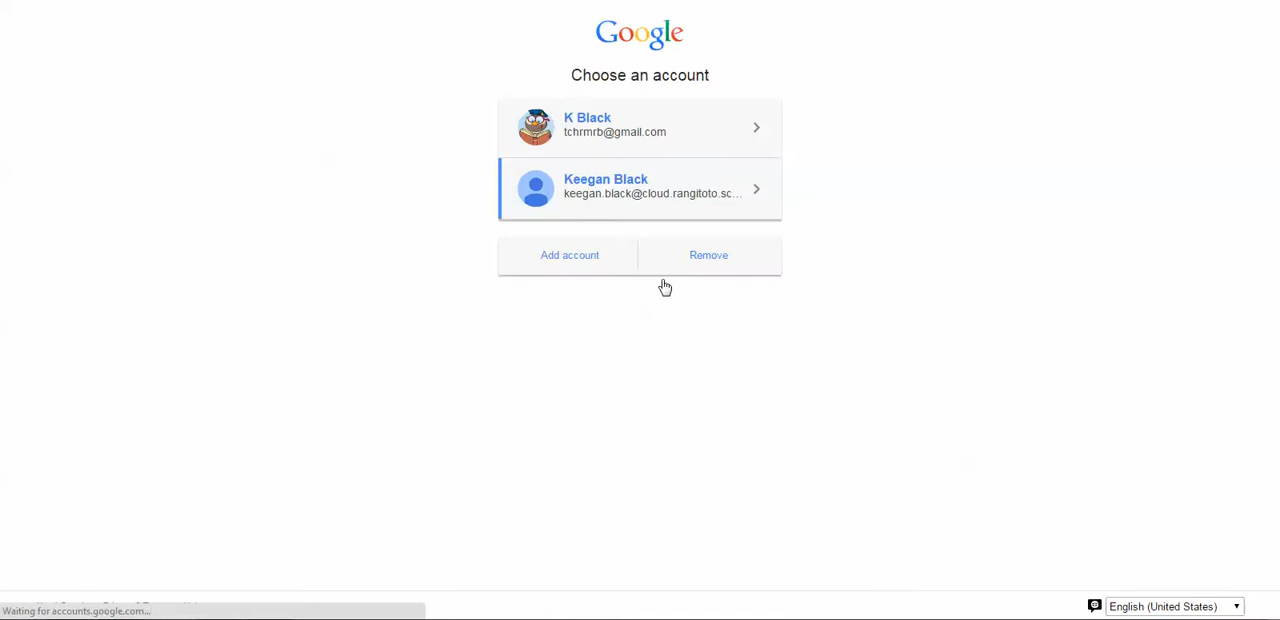 Google
Choose an account
K Black
tchrmrb@gmail.com
Keegan Black
keegan.black@cloud.rangitoto.sc...
Add account
Remove
Waiting for accounts.google.com...
English (United States)